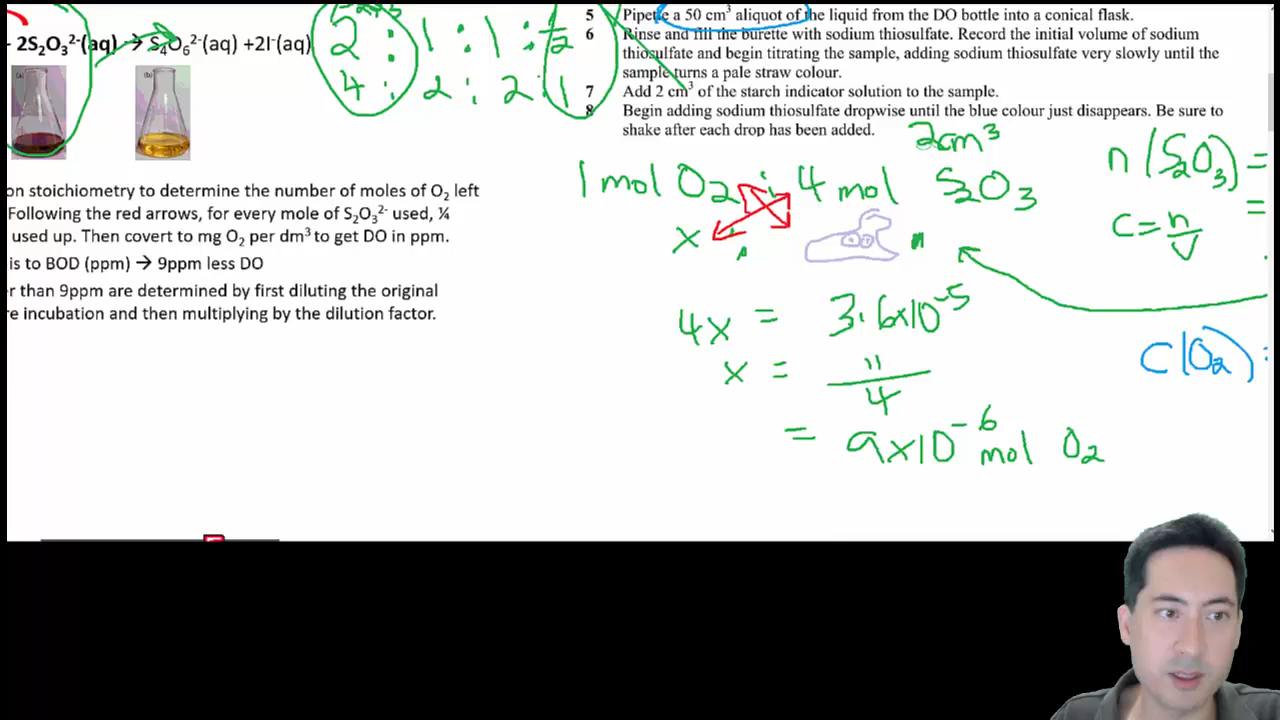 2S₂O₃²⁻(aq) → S₄O₆²⁻(aq) +2I⁻(aq)
2 : 1 : 1 : 1/2
4 : 2 : 2 : 1
(a)
(b)
on stoichiometry to determine the number of moles of O₂ left
Following the red arrows, for every mole of S₂O₃²⁻ used, ¼
used up. Then covert to mg O₂ per dm³ to get DO in ppm.
is to BOD (ppm) → 9ppm less DO
r than 9ppm are determined by first diluting the original
re incubation and then multiplying by the dilution factor.
5 Pipette a 50 cm³ aliquot of the liquid from the DO bottle into a conical flask.
6 Rinse and fill the burette with sodium thiosulfate. Record the initial volume of sodium
thiosulfate and begin titrating the sample, adding sodium thiosulfate very slowly until the
sample turns a pale straw colour.
7 Add 2 cm³ of the starch indicator solution to the sample.
8 Begin adding sodium thiosulfate dropwise until the blue colour just disappears. Be sure to
shake after each drop has been added.
2cm³
1 mol O₂ : 4 mol S₂O₃
n(S₂O₃) =
=
x :
c = n/V
4x = 3.6x10⁻⁵
x = " / 4
c(O₂) =
= 9x10⁻⁶ mol O₂